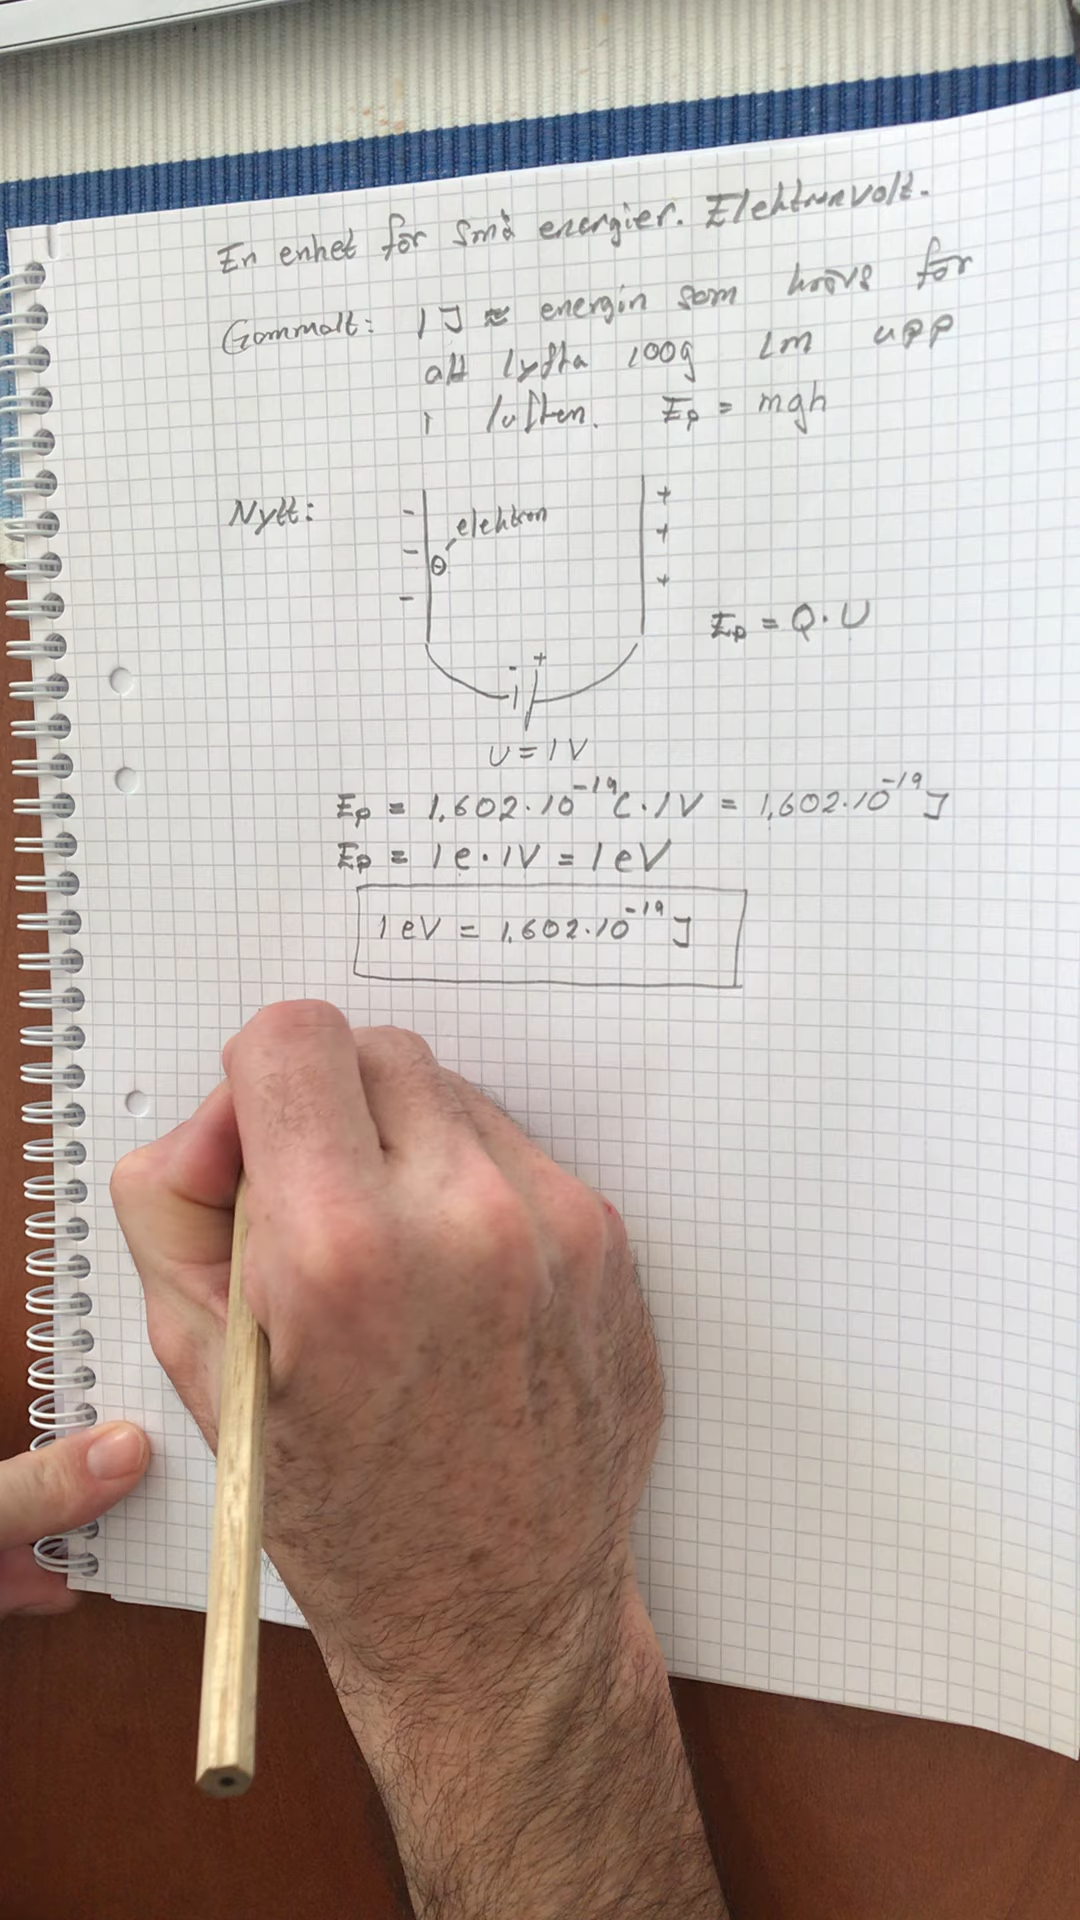 En enhet för små energier. Elektronvolt.
Gammalt: 1 J ≈ energin som krävs för
att lyfta 100g 1m upp
i luften. Ep = mgh
Nytt:
- - -
elektron
⊖
+ + +
Ep = Q·U
- +
U = 1V
Ep = 1,602·10⁻¹⁹C·1V = 1,602·10⁻¹⁹J
Ep = 1e·1V = 1eV
1 eV = 1,602·10⁻¹⁹ J